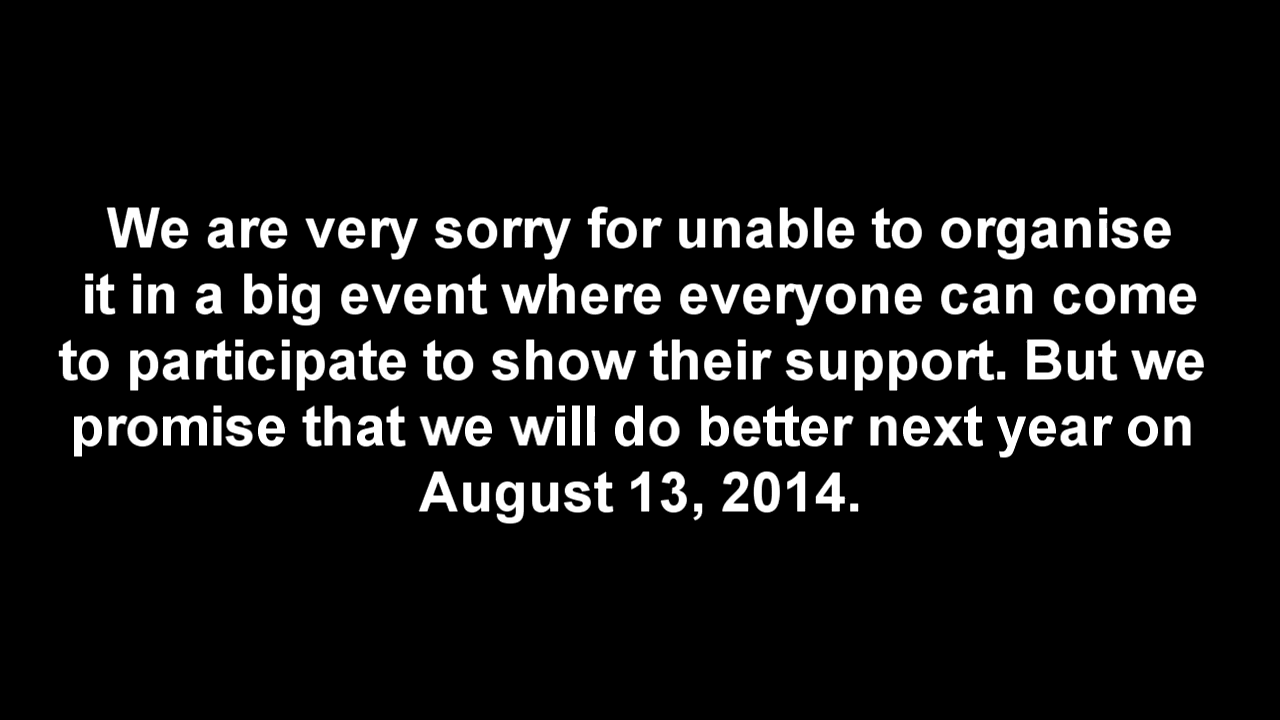 We are very sorry for unable to organise
it in a big event where everyone can come
to participate to show their support. But we
promise that we will do better next year on
August 13, 2014.